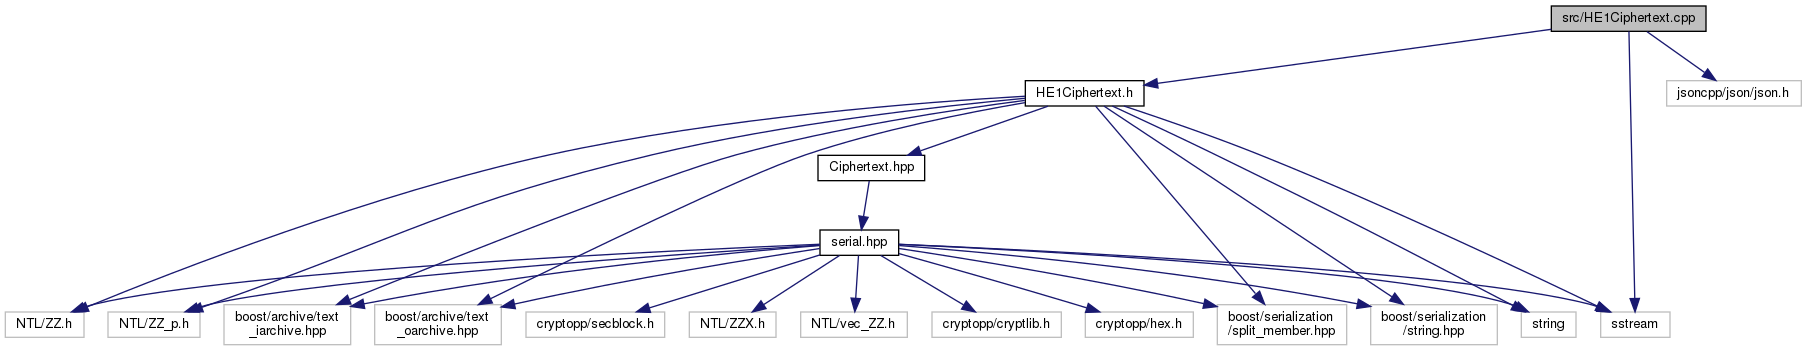 src/HE1Ciphertext.cpp
HE1Ciphertext.h
jsoncpp/json/json.h
Ciphertext.hpp
serial.hpp
NTL/ZZ.h
NTL/ZZ_p.h
boost/archive/text
_iarchive.hpp
boost/archive/text
_oarchive.hpp
cryptopp/secblock.h
NTL/ZZX.h
NTL/vec_ZZ.h
cryptopp/cryptlib.h
cryptopp/hex.h
boost/serialization
/split_member.hpp
boost/serialization
/string.hpp
string
sstream